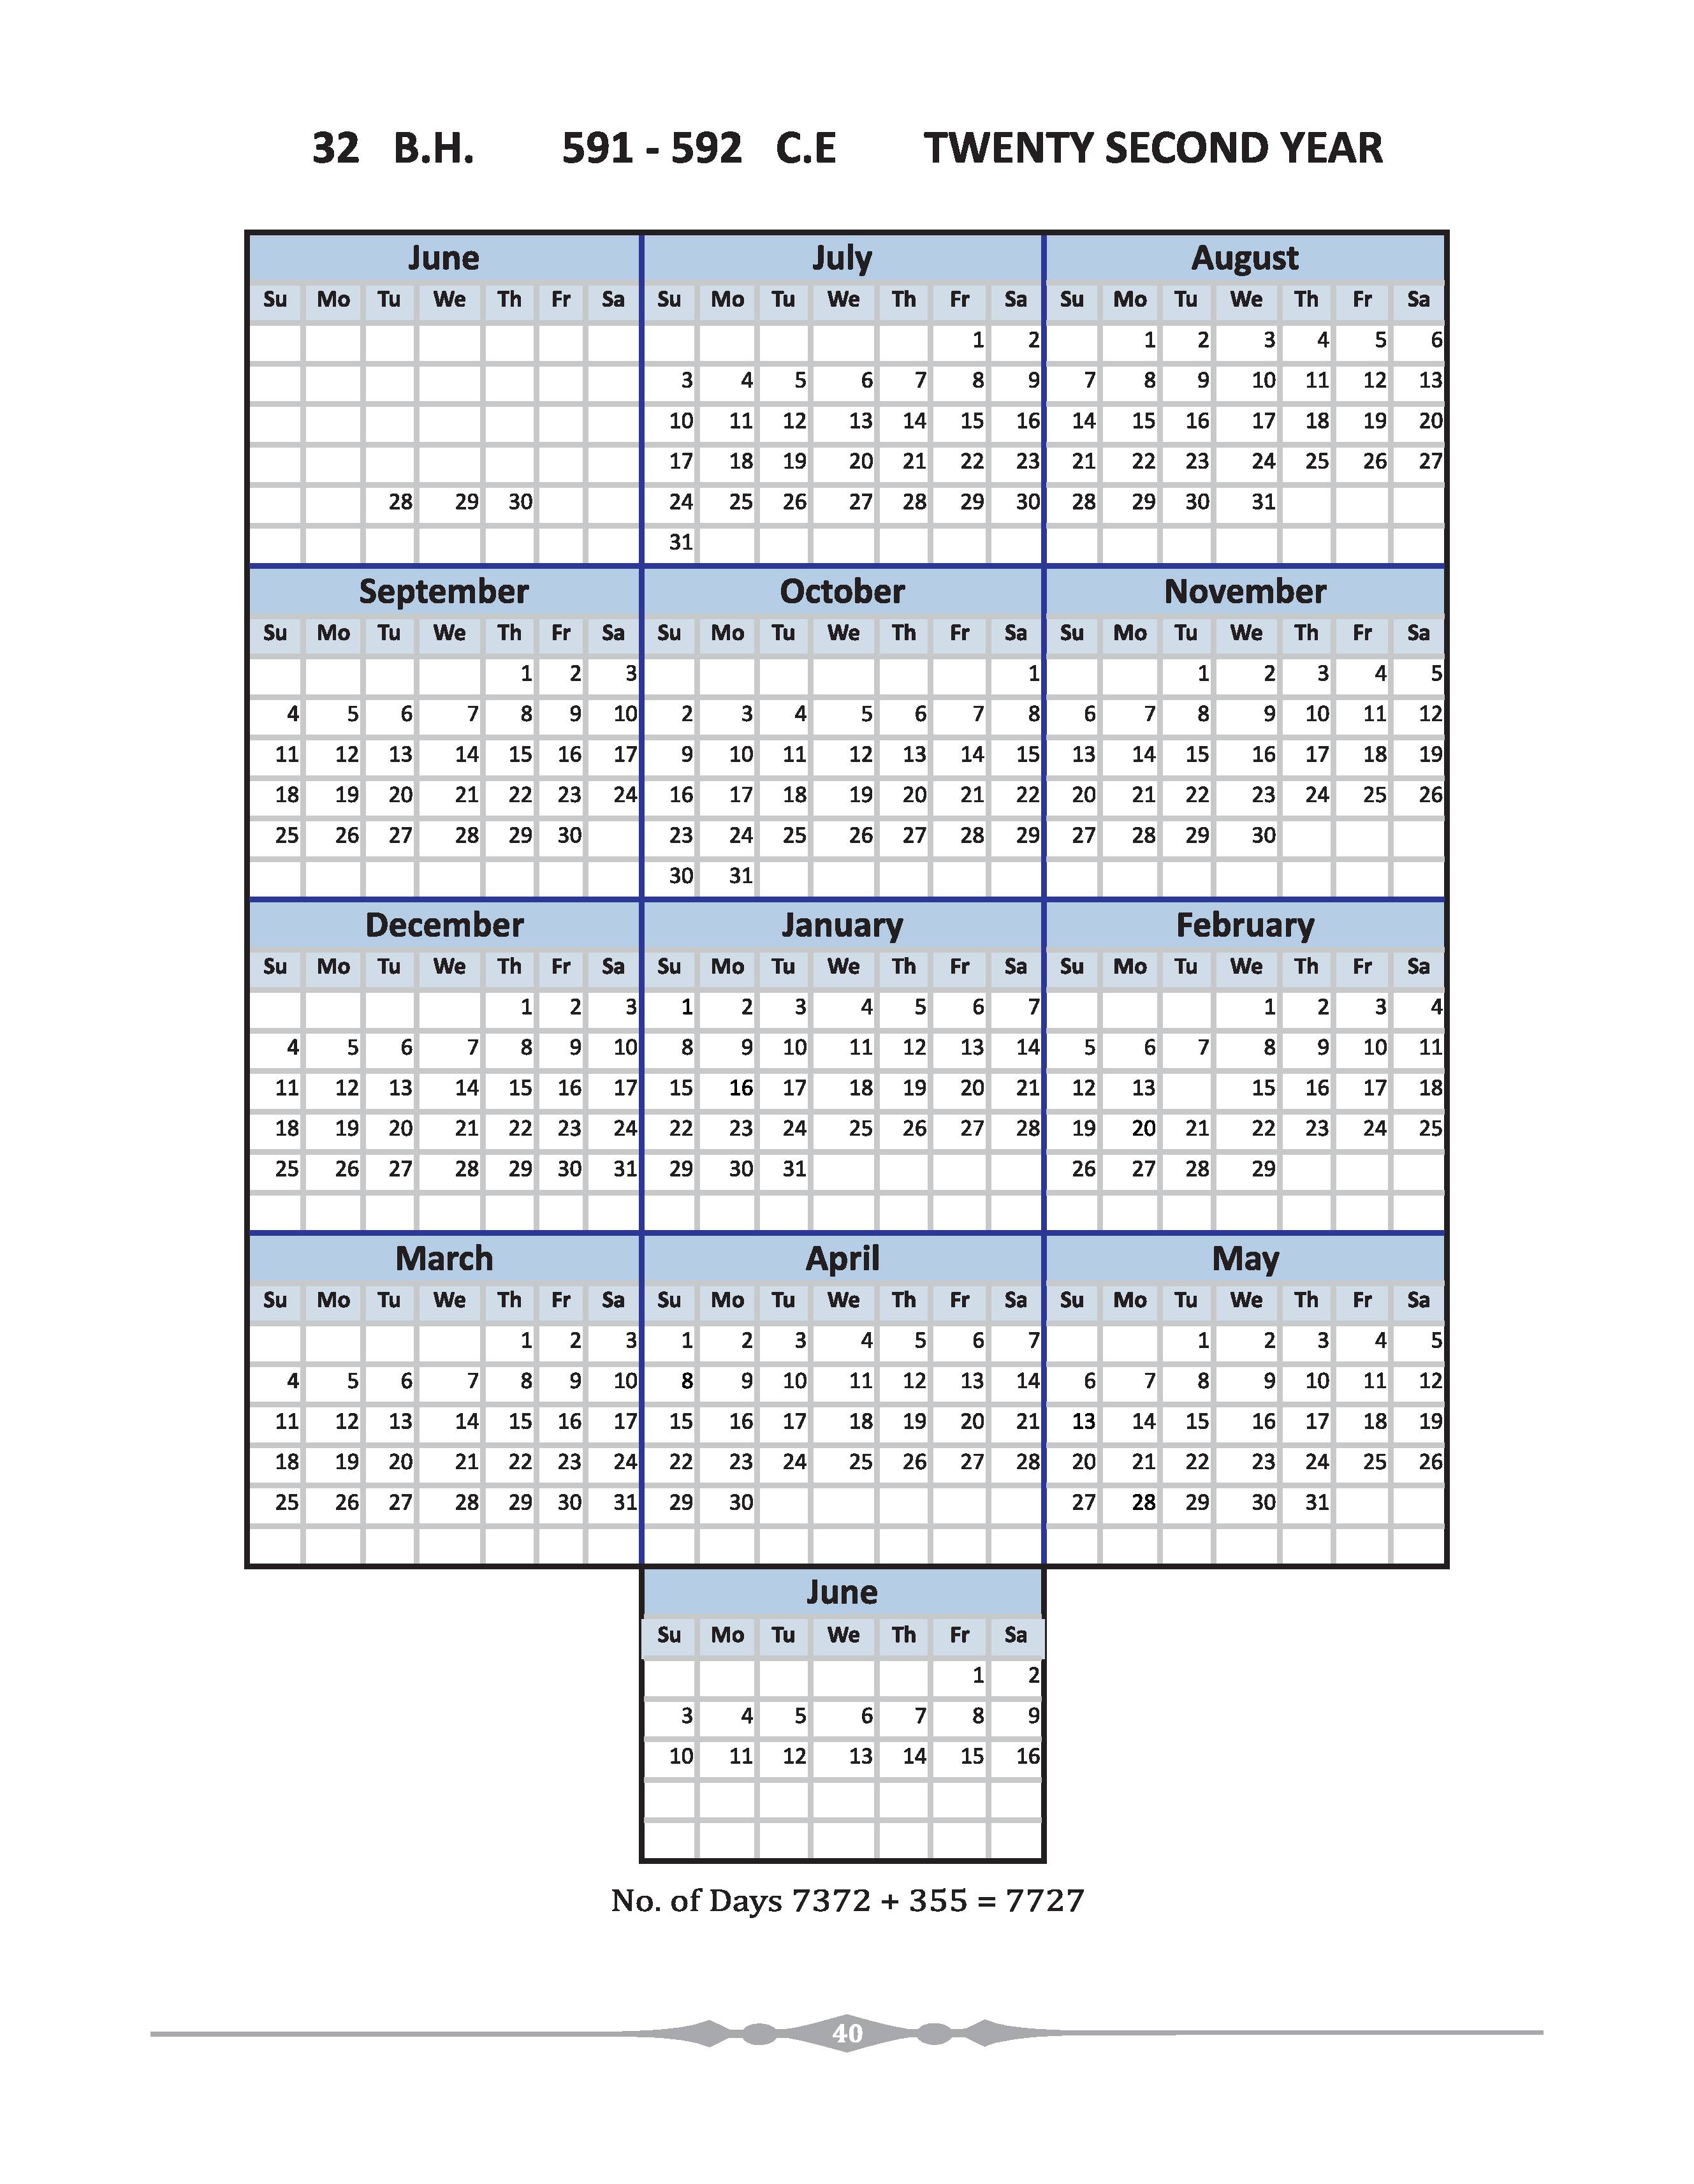 32 B.H. 591 - 592 C.E TWENTY SECOND YEAR
June July August
Su Mo Tu We Th Fr Sa Su Mo Tu We Th Fr Sa Su Mo Tu We Th Fr Sa
1 2 1 2 3 4 5 6
3 4 5 6 7 8 9 7 8 9 10 11 12 13
10 11 12 13 14 15 16 14 15 16 17 18 19 20
17 18 19 20 21 22 23 21 22 23 24 25 26 27
28 29 30 24 25 26 27 28 29 30 28 29 30 31
31
September October November
Su Mo Tu We Th Fr Sa Su Mo Tu We Th Fr Sa Su Mo Tu We Th Fr Sa
1 2 3 1 1 2 3 4 5
4 5 6 7 8 9 10 2 3 4 5 6 7 8 6 7 8 9 10 11 12
11 12 13 14 15 16 17 9 10 11 12 13 14 15 13 14 15 16 17 18 19
18 19 20 21 22 23 24 16 17 18 19 20 21 22 20 21 22 23 24 25 26
25 26 27 28 29 30 23 24 25 26 27 28 29 27 28 29 30
30 31
December January February
Su Mo Tu We Th Fr Sa Su Mo Tu We Th Fr Sa Su Mo Tu We Th Fr Sa
1 2 3 1 2 3 4 5 6 7 1 2 3 4
4 5 6 7 8 9 10 8 9 10 11 12 13 14 5 6 7 8 9 10 11
11 12 13 14 15 16 17 15 16 17 18 19 20 21 12 13 15 16 17 18
18 19 20 21 22 23 24 22 23 24 25 26 27 28 19 20 21 22 23 24 25
25 26 27 28 29 30 31 29 30 31 26 27 28 29
March April May
Su Mo Tu We Th Fr Sa Su Mo Tu We Th Fr Sa Su Mo Tu We Th Fr Sa
1 2 3 1 2 3 4 5 6 7 1 2 3 4 5
4 5 6 7 8 9 10 8 9 10 11 12 13 14 6 7 8 9 10 11 12
11 12 13 14 15 16 17 15 16 17 18 19 20 21 13 14 15 16 17 18 19
18 19 20 21 22 23 24 22 23 24 25 26 27 28 20 21 22 23 24 25 26
25 26 27 28 29 30 31 29 30 27 28 29 30 31
June
Su Mo Tu We Th Fr Sa
1 2
3 4 5 6 7 8 9
10 11 12 13 14 15 16
No. of Days 7372 + 355 = 7727
40